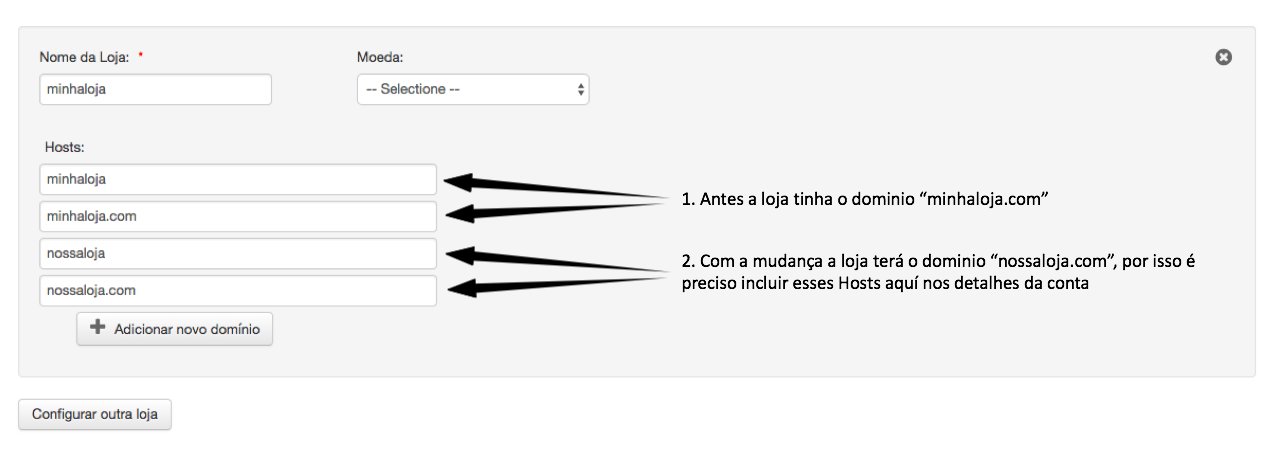 Nome da Loja: *
Moeda:
minhaloja
-- Selectione --
Hosts:
minhaloja
minhaloja.com
nossaloja
nossaloja.com
1. Antes a loja tinha o dominio “minhaloja.com”
2. Com a mudança a loja terá o dominio “nossaloja.com”, por isso é
preciso incluir esses Hosts aquí nos detalhes da conta
Adicionar novo domínio
Configurar outra loja